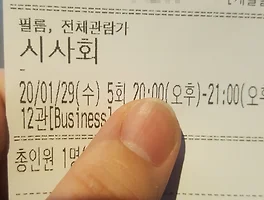 필름, 전체관람가
시사회
20/01/29(수) 5회 20:00(오후)-21:00(오후
12관[Business]
총인원 1명